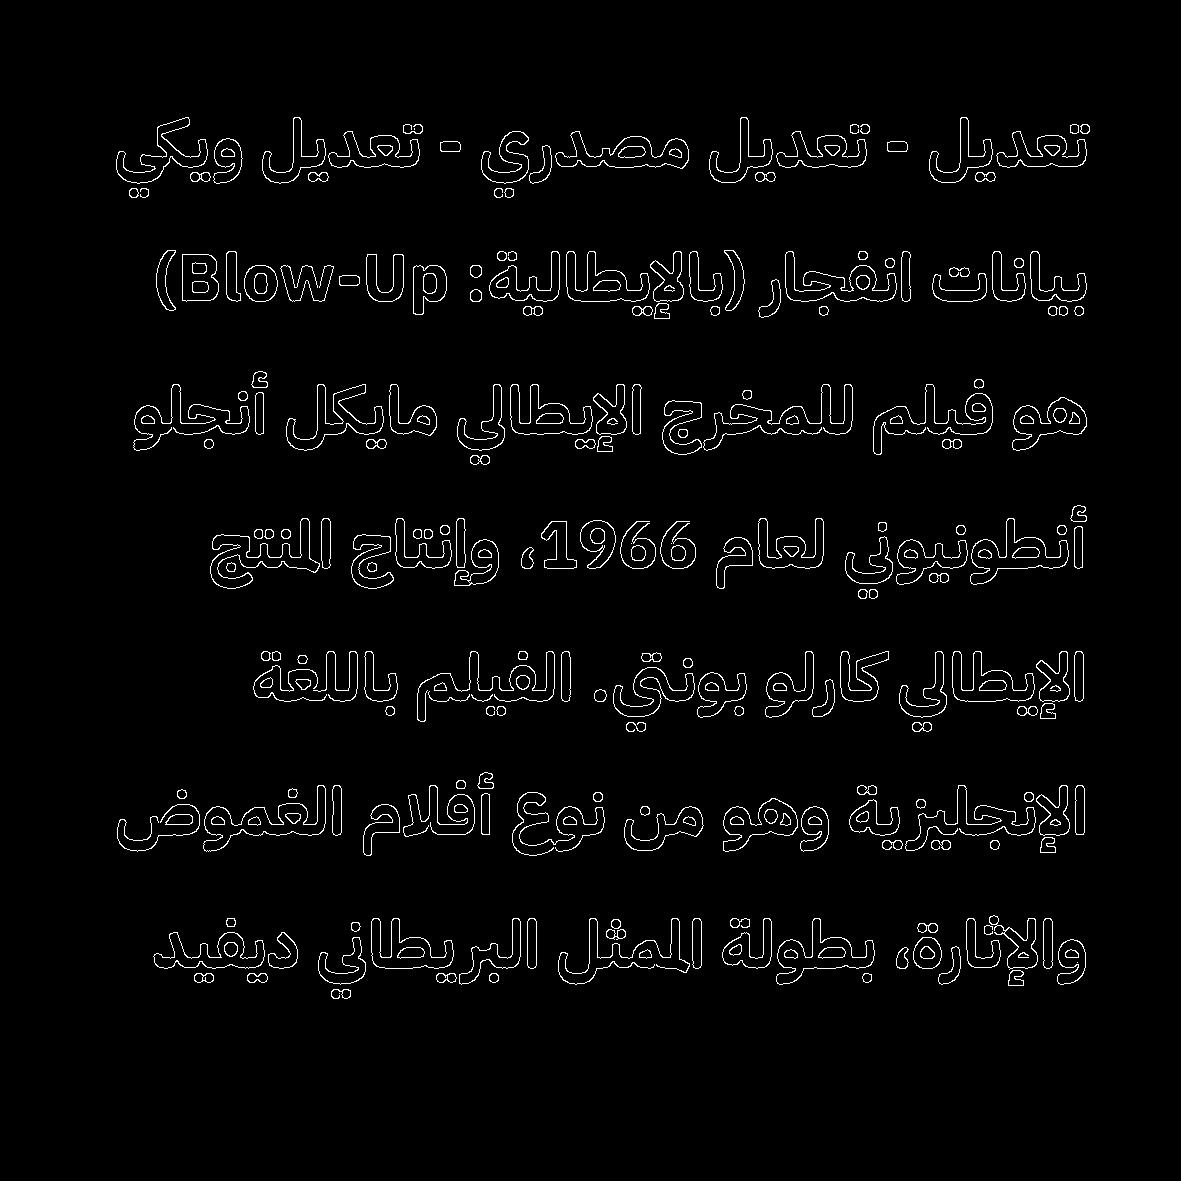 تعديل - تعديل مصدري - تعديل ويكي
بيانات انفجار (بالإيطالية: Blow-Up)
هو فيلم للمخرج الإيطالي مايكل أنجلو
أنطونيوني لعام 1966، وإنتاج المنتج
الإيطالي كارلو بونتي. الفيلم باللغة
الإنجليزية وهو من نوع أفلام الغموض
والإثارة، بطولة الممثل البريطاني ديفيد